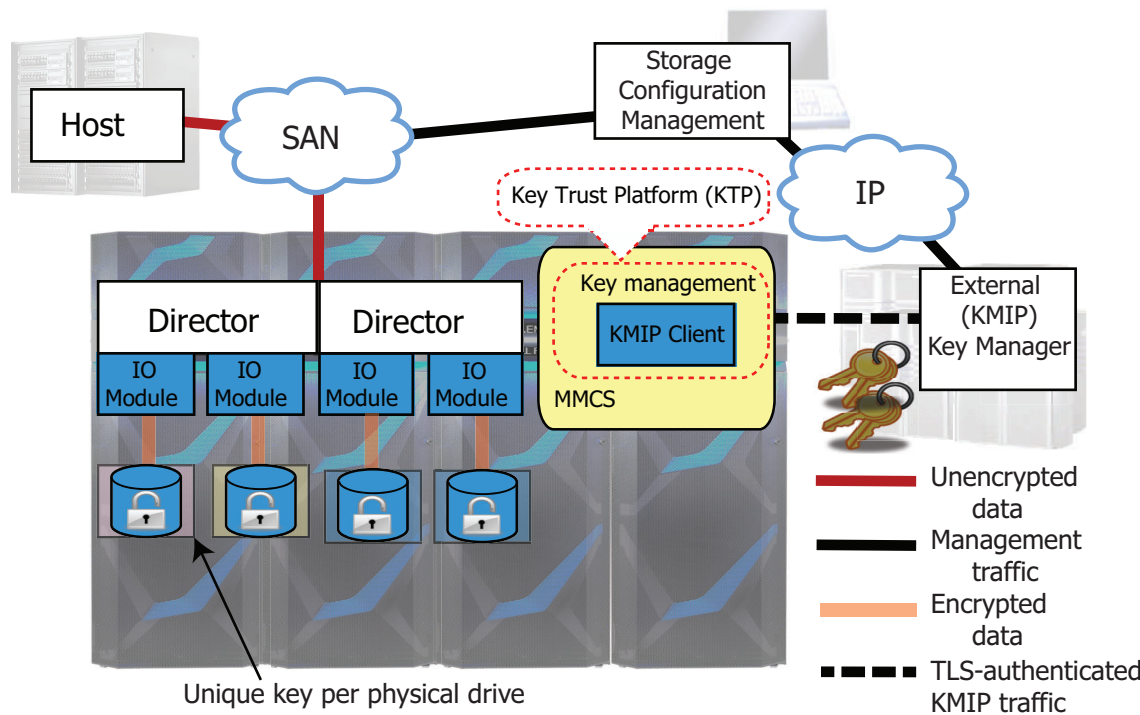 Host
SAN
Storage
Configuration
Management
IP
Key Trust Platform (KTP)
Key management
KMIP Client
MMCS
External
(KMIP)
Key Manager
Director
Director
IO
Module
IO
Module
IO
Module
IO
Module
Unique key per physical drive
Unencrypted
data
Management
traffic
Encrypted
data
TLS-authenticated
KMIP traffic